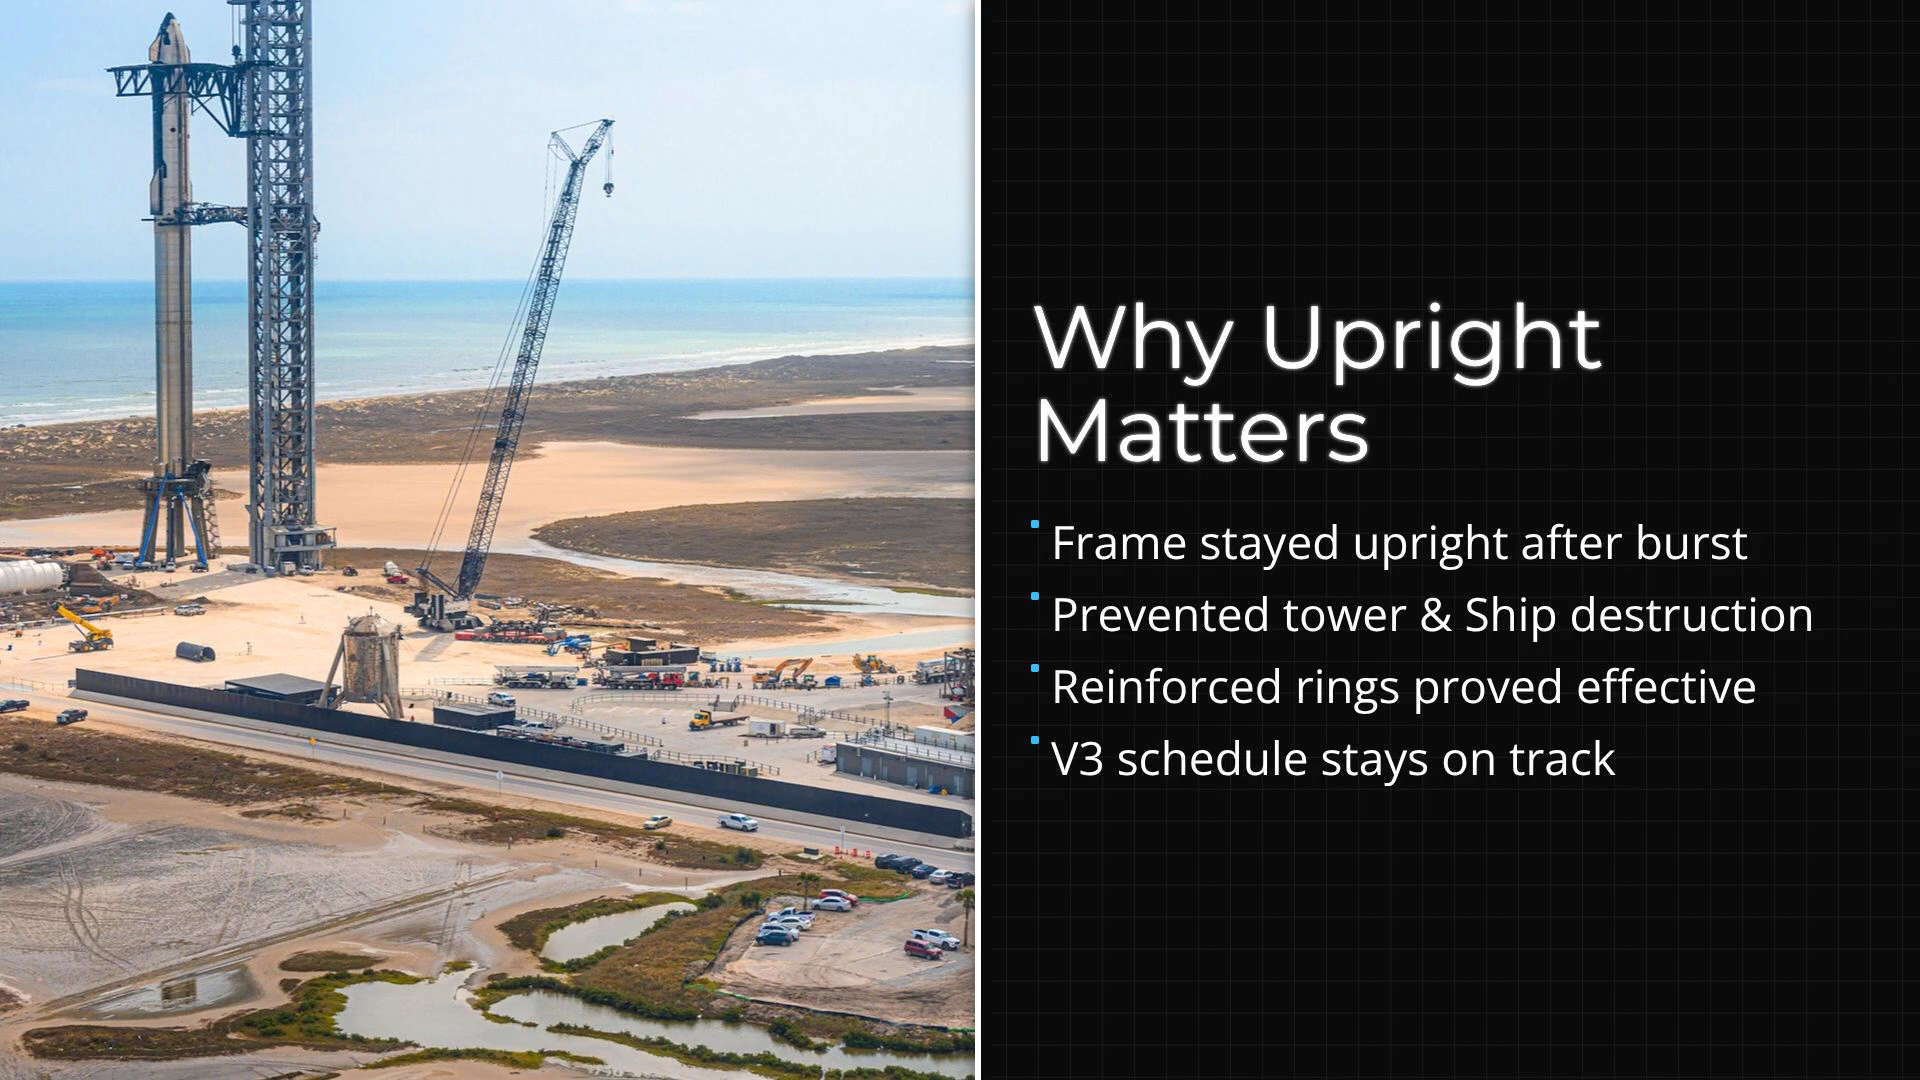 Why Upright
Matters
Frame stayed upright after burst
Prevented tower & Ship destruction
Reinforced rings proved effective
V3 schedule stays on track